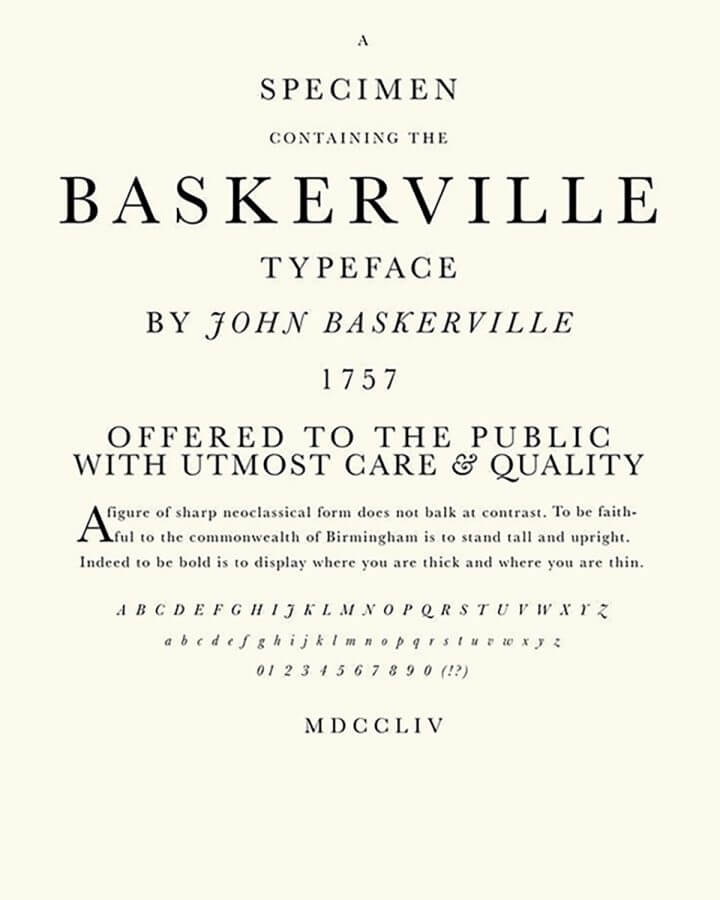 A
SPECIMEN
CONTAINING THE
BASKERVILLE
TYPEFACE
BY JOHN BASKERVILLE
1757
OFFERED TO THE PUBLIC
WITH UTMOST CARE & QUALITY
A figure of sharp neoclassical form does not balk at contrast. To be faith-
ful to the commonwealth of Birmingham is to stand tall and upright.
Indeed to be bold is to display where you are thick and where you are thin.
A B C D E F G H I J K L M N O P Q R S T U V W X Y Z
a b c d e f g h i j k l m n o p q r s t u v w x y z
01 2 3 4 5 6 7 8 9 0 (!?)
MDCCLIV